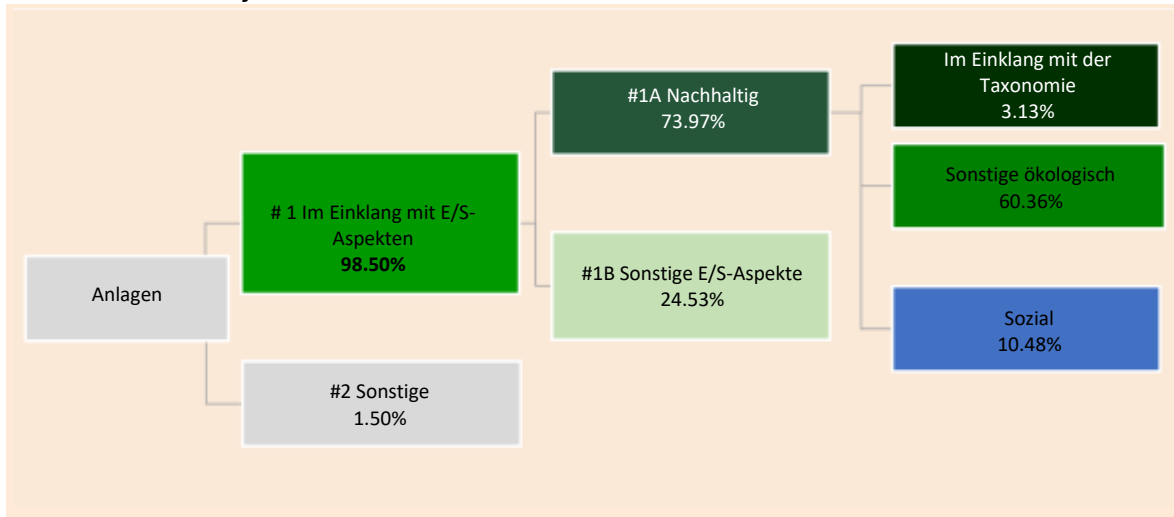 Anlagen
# 1 Im Einklang mit E/S-
Aspekten
98.50%
#2 Sonstige
1.50%
#1A Nachhaltig
73.97%
#1B Sonstige E/S-Aspekte
24.53%
Im Einklang mit der
Taxonomie
3.13%
Sonstige ökologisch
60.36%
Sozial
10.48%